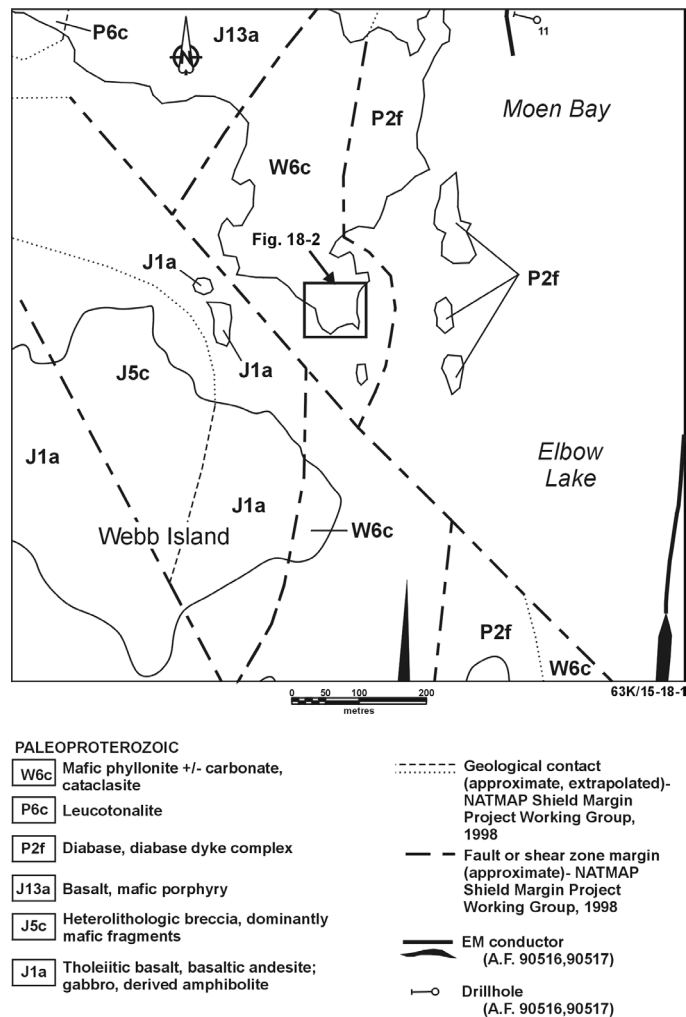 P6c
J13a
N
11
Moen Bay
P2f
W6c
Fig. 18-2
J1a
P2f
J1a
J5c
J1a
Elbow
Lake
J1a
W6c
Webb Island
P2f
W6c
63K/15-18-1
0 50 100 200
metres
PALEOPROTEROZOIC
W6c Mafic phyllonite +/- carbonate,
cataclasite
P6c Leucotonalite
P2f Diabase, diabase dyke complex
J13a Basalt, mafic porphyry
J5c Heterolithologic breccia, dominantly
mafic fragments
J1a Tholeiitic basalt, basaltic andesite;
gabbro, derived amphibolite
Geological contact
(approximate, extrapolated)-
NATMAP Shield Margin
Project Working Group,
1998
Fault or shear zone margin
(approximate)- NATMAP
Shield Margin Project
Working Group, 1998
EM conductor
(A.F. 90516,90517)
Drillhole
(A.F. 90516,90517)